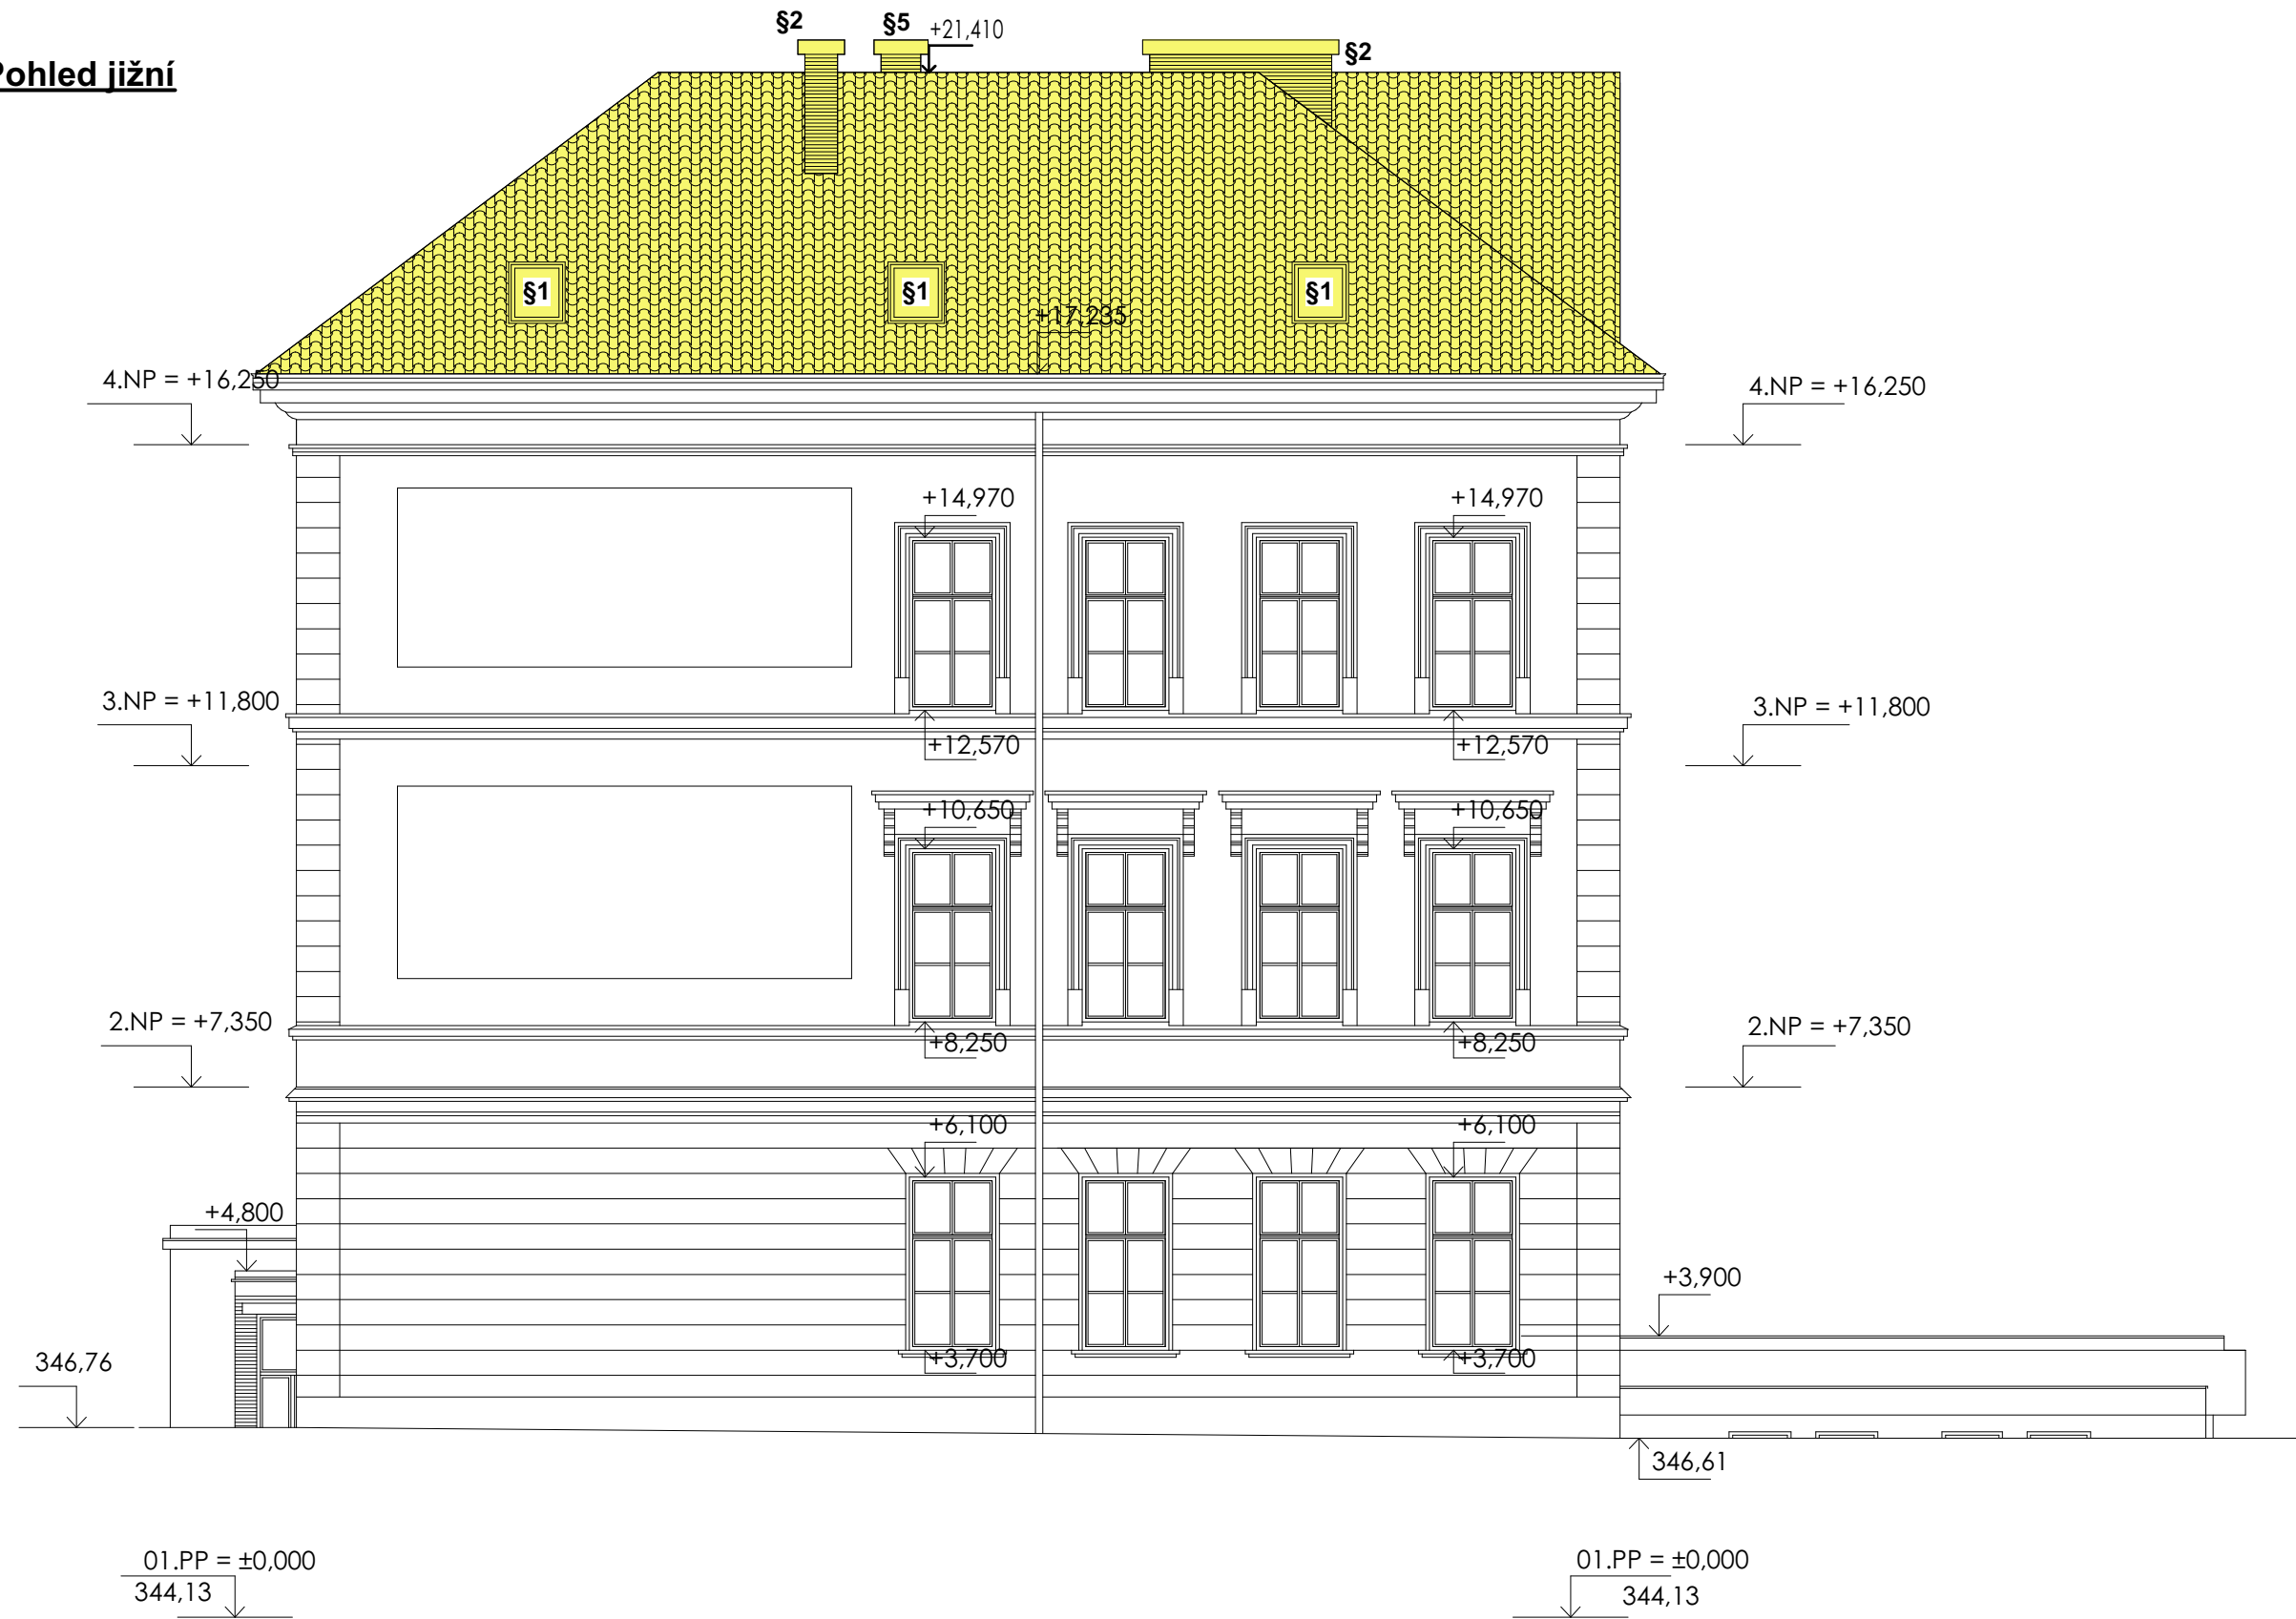 §2 §5 +21,410
§2
Pohled jižní
§1 §1 §1
+17,235
4.NP = +16,250 4.NP = +16,250
+14,970 +14,970
3.NP = +11,800 3.NP = +11,800
+12,570 +12,570
+10,650 +10,650
2.NP = +7,350 2.NP = +7,350
+8,250 +8,250
+6,100 +6,100
+4,800
+3,900
346,76 +3,700 +3,700
346,61
01.PP = ±0,000 01.PP = ±0,000
344,13 344,13